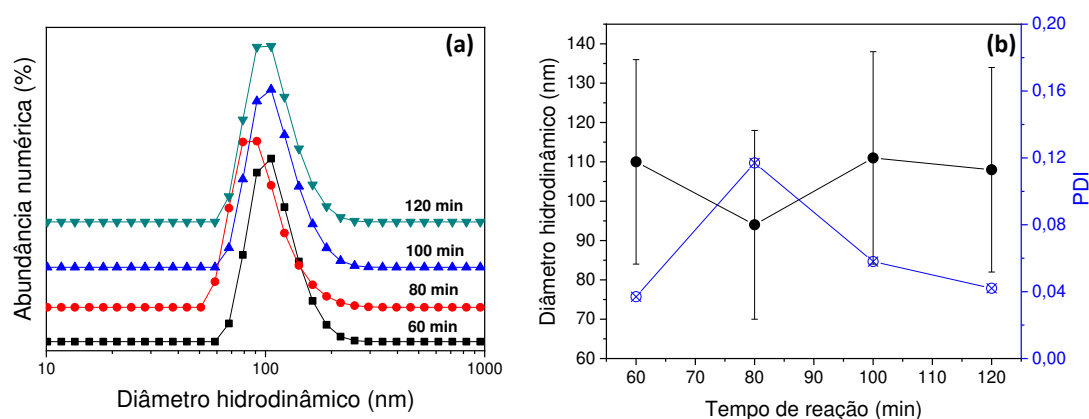 (a)
Abundância numérica (%)
120 min
100 min
80 min
60 min
10
100
1000
Diâmetro hidrodinâmico (nm)
(b)
Diâmetro hidrodinâmico (nm)
140
130
120
110
100
90
80
70
60
0,20
0,16
0,12
0,08
0,04
0,00
PDI
60
70
80
90
100
110
120
Tempo de reação (min)